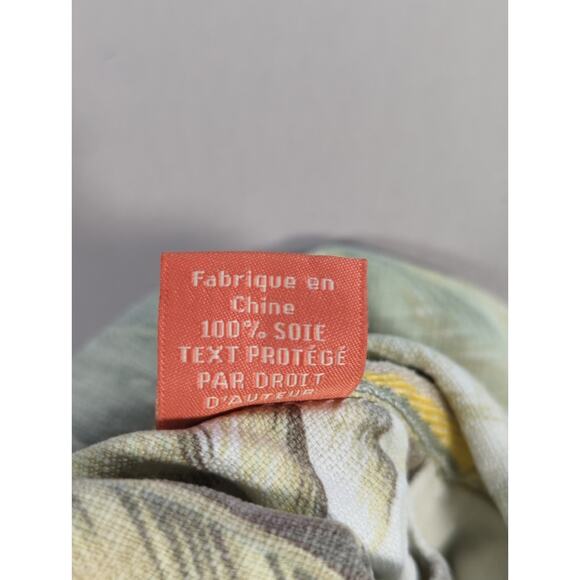 Fabrique en
Chine
100% SOIE
TEXT PROTÉGÉ
PAR DROIT
D'AUTEUR